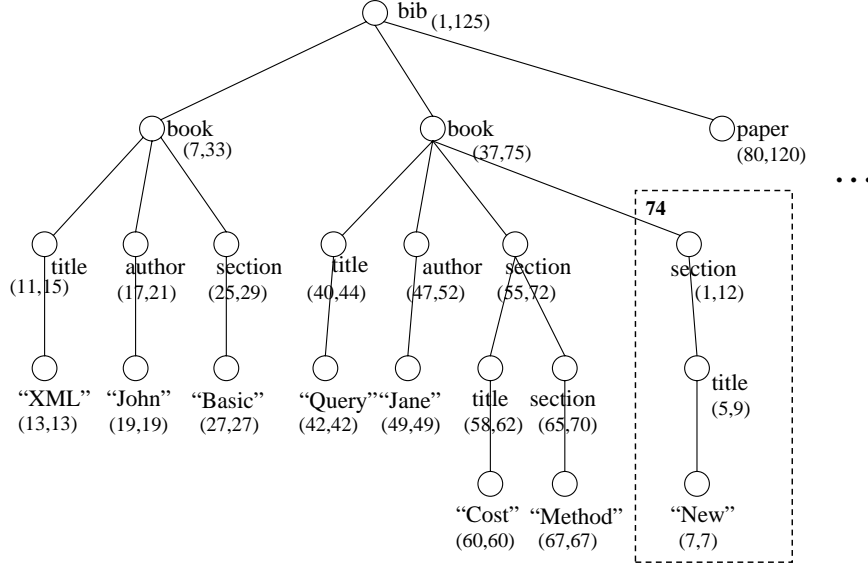 bib
(1,125)
book
(7,33)
book
(37,75)
paper
(80,120)
...
74
title
(11,15)
author
(17,21)
section
(25,29)
title
(40,44)
author
(47,52)
section
(55,72)
section
(1,12)
“XML”
(13,13)
“John”
(19,19)
“Basic”
(27,27)
“Query”
(42,42)
“Jane”
(49,49)
title
(58,62)
section
(65,70)
title
(5,9)
“Cost”
(60,60)
“Method”
(67,67)
“New”
(7,7)